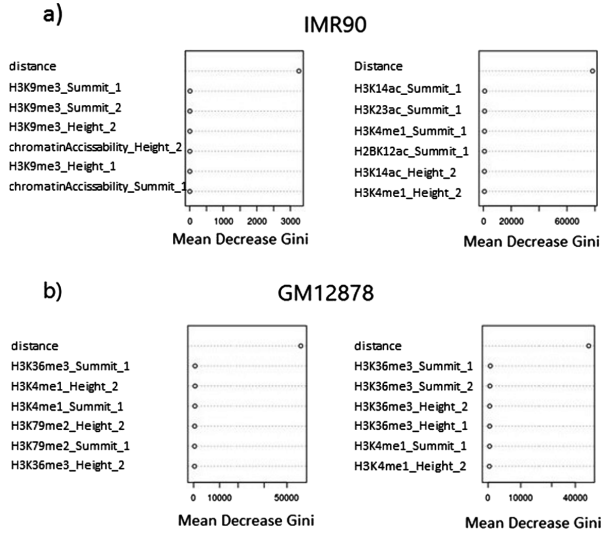 a)
IMR90
distance
H3K9me3_Summit_1
H3K9me3_Summit_2
H3K9me3_Height_2
chromatinAccissability_Height_2
H3K9me3_Height_1
chromatinAccissability_Summit_1
0 1000 2000 3000
Mean Decrease Gini
Distance
H3K14ac_Summit_1
H3K23ac_Summit_1
H3K4me1_Summit_1
H2BK12ac_Summit_1
H3K14ac_Height_2
H3K4me1_Height_2
0 20000 60000
Mean Decrease Gini
b)
GM12878
distance
H3K36me3_Summit_1
H3K4me1_Height_2
H3K4me1_Summit_1
H3K79me2_Height_2
H3K79me2_Summit_1
H3K36me3_Height_2
0 10000 50000
Mean Decrease Gini
distance
H3K36me3_Summit_1
H3K36me3_Summit_2
H3K36me3_Height_2
H3K36me3_Height_1
H3K4me1_Summit_1
H3K4me1_Height_2
0 10000 40000
Mean Decrease Gini